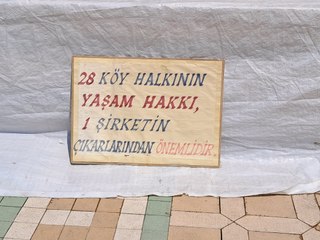 28 KÖY HALKININ
YAŞAM HAKKI,
1 ŞİRKETİN
ÇIKARLARINDAN ÖNEMLİDİR